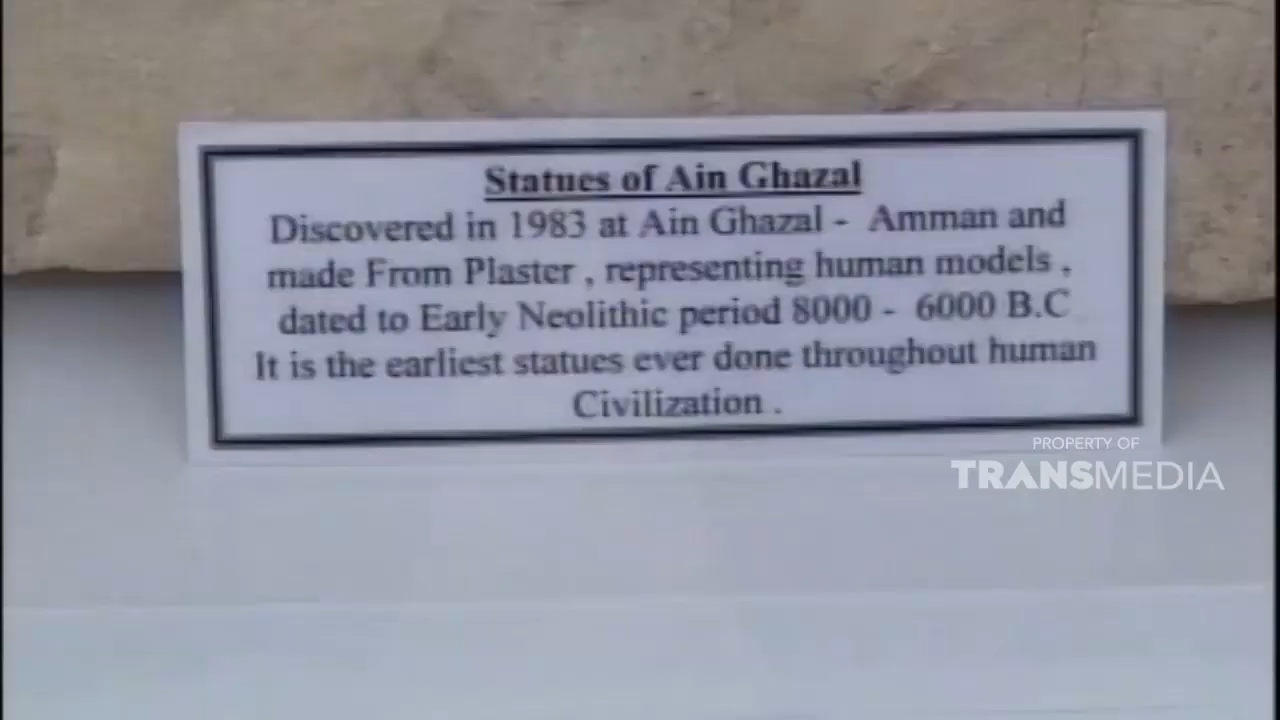 Statues of Ain Ghazal
Discovered in 1983 at Ain Ghazal - Amman and
made From Plaster , representing human models ,
dated to Early Neolithic period 8000 - 6000 B.C
It is the earliest statues ever done throughout human
Civilization .
PROPERTY OF
TRANSMEDIA